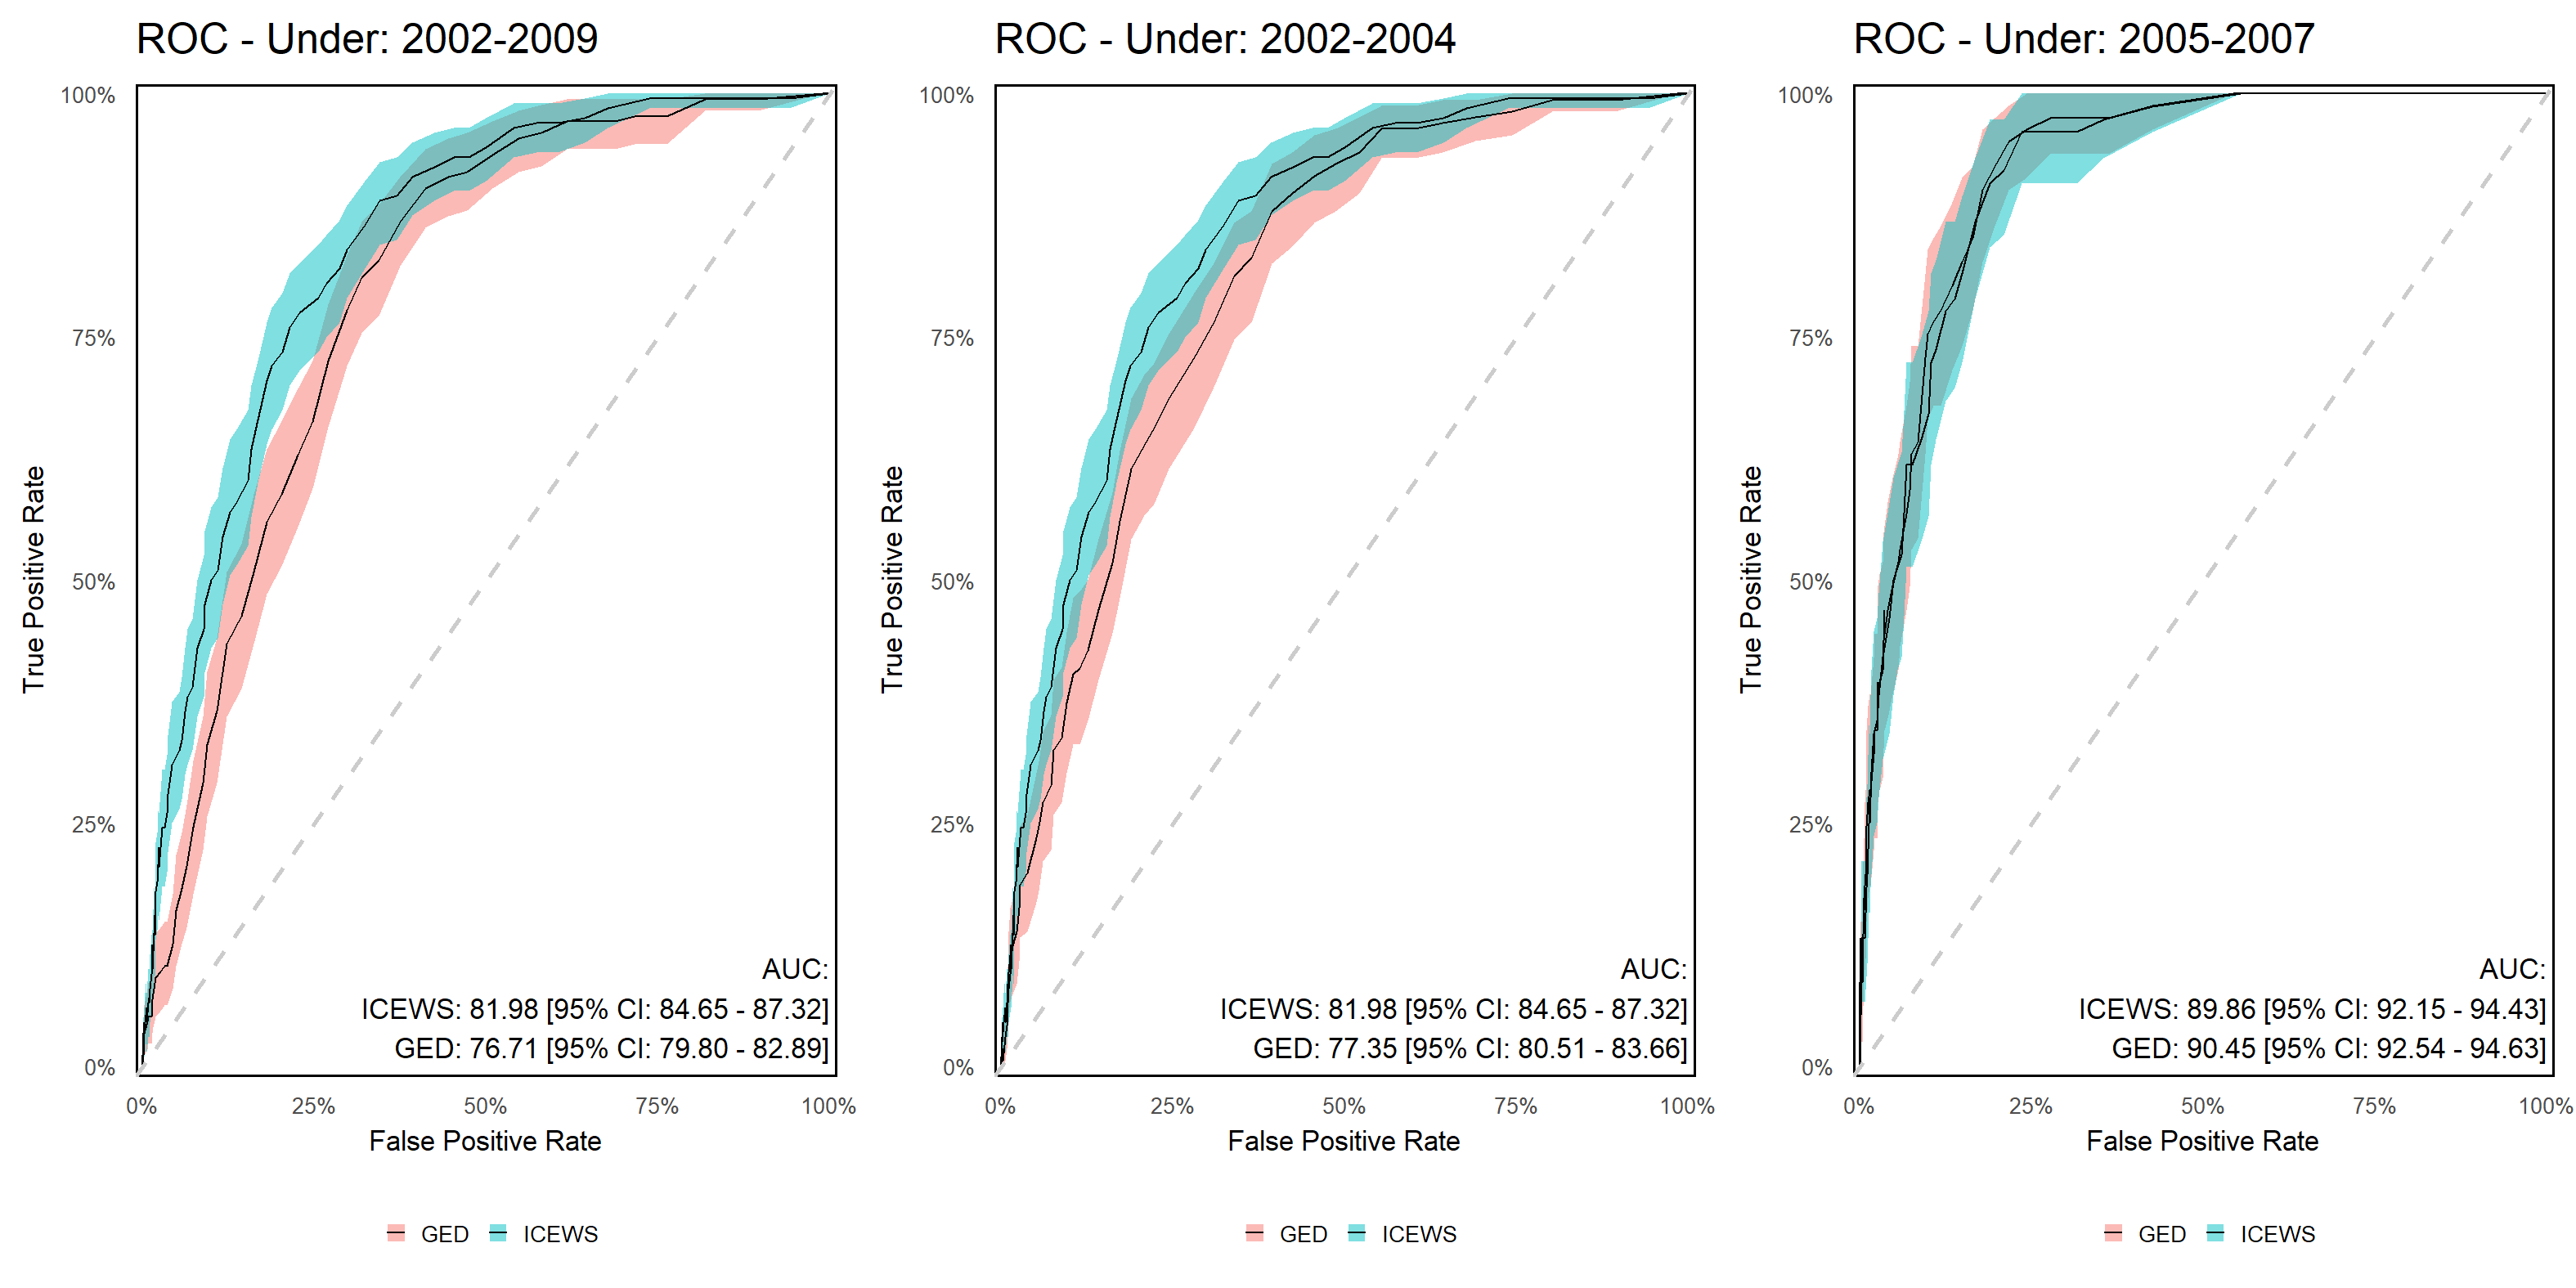 ROC - Under: 2002-2009
100%
75%
50%
25%
0%
True Positive Rate
AUC:
ICEWS: 81.98 [95% CI: 84.65 - 87.32]
GED: 76.71 [95% CI: 79.80 - 82.89]
0% 25% 50% 75% 100%
False Positive Rate
GED ICEWS
ROC - Under: 2002-2004
100%
75%
50%
25%
0%
True Positive Rate
AUC:
ICEWS: 81.98 [95% CI: 84.65 - 87.32]
GED: 77.35 [95% CI: 80.51 - 83.66]
0% 25% 50% 75% 100%
False Positive Rate
GED ICEWS
ROC - Under: 2005-2007
100%
75%
50%
25%
0%
True Positive Rate
AUC:
ICEWS: 89.86 [95% CI: 92.15 - 94.43]
GED: 90.45 [95% CI: 92.54 - 94.63]
0% 25% 50% 75% 100%
False Positive Rate
GED ICEWS